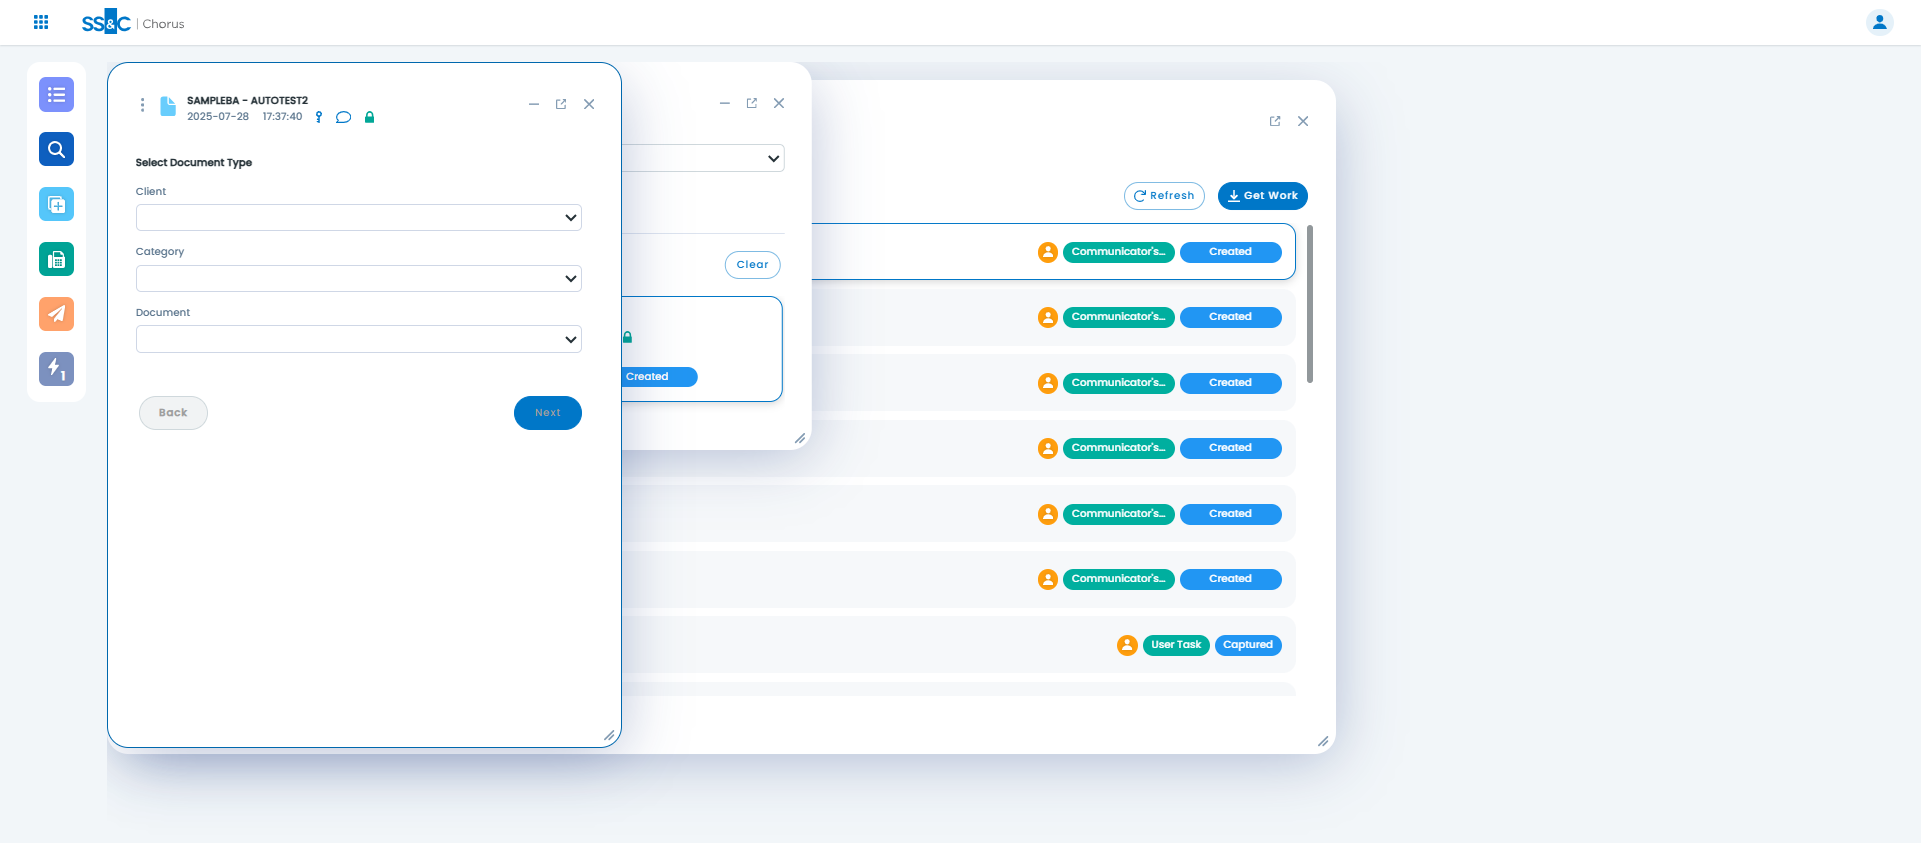 SS&C | Chorus
SAMPLEBA - AUTOTEST2
2025-07-28 17:37:40
Select Document Type
Client
Category
Document
Back
Next
Clear
Created
Refresh
Get Work
Communicator's... Created
Communicator's... Created
Communicator's... Created
Communicator's... Created
Communicator's... Created
Communicator's... Created
User Task Captured
1